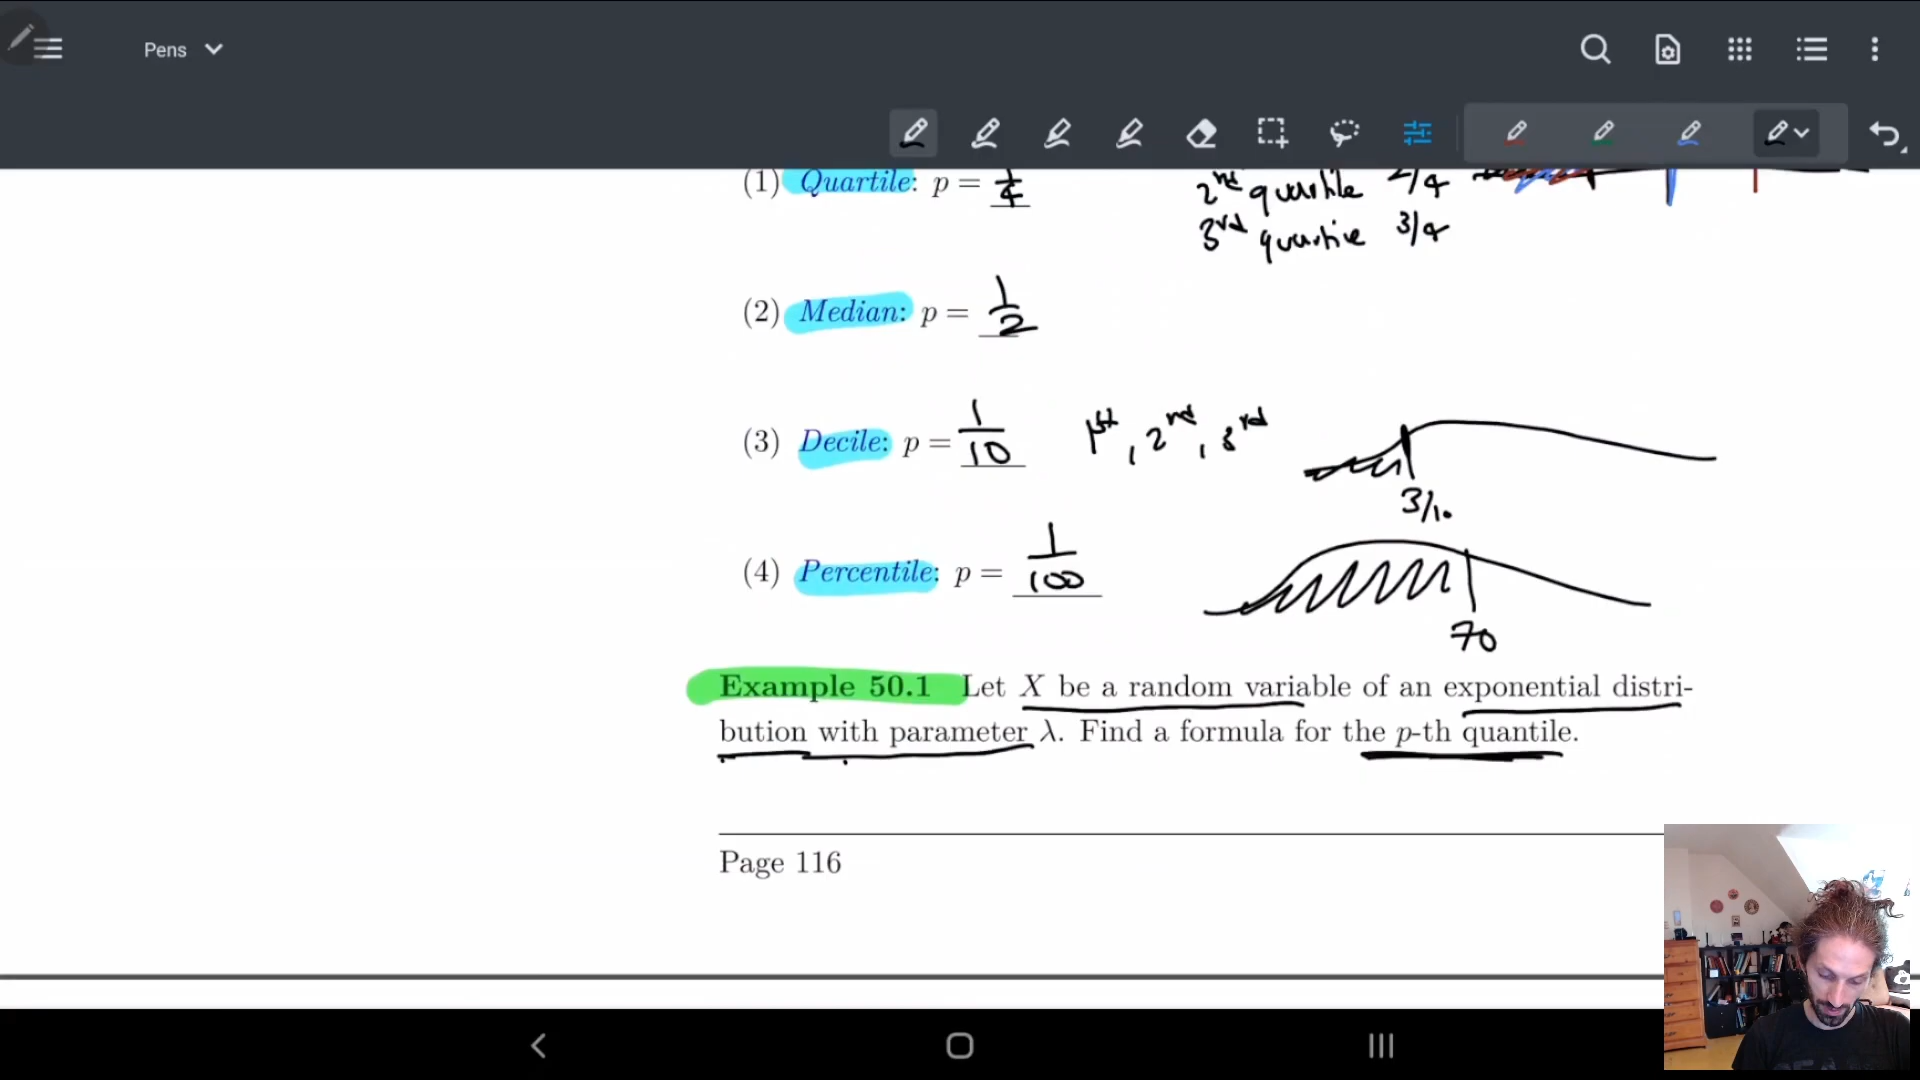 Pens
(1) Quartile: p = 1/4
2nd quartile 2/4
3rd quartile 3/4
(2) Median: p = 1/2
(3) Decile: p = 1/10 1st, 2nd, 3rd
3/10
(4) Percentile: p = 1/100
70
Example 50.1 Let X be a random variable of an exponential distri-
bution with parameter λ. Find a formula for the p-th quantile.
Page 116